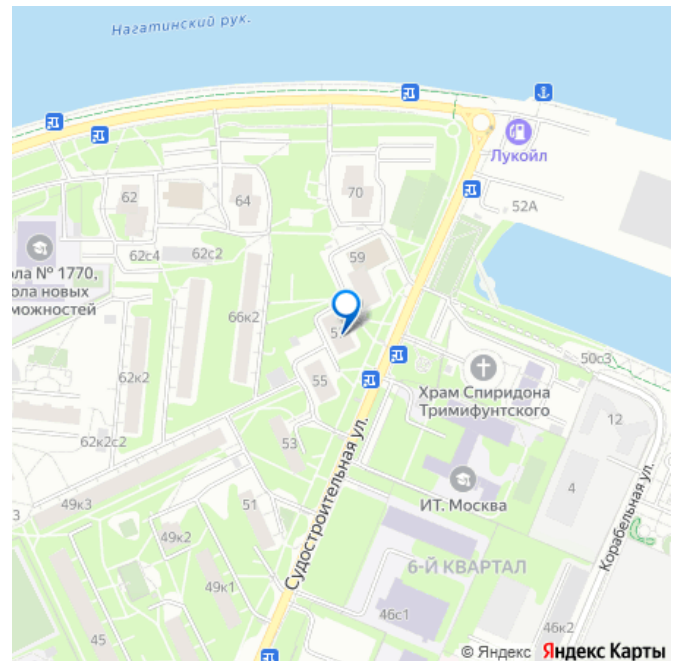 Нагатинский рук.
Лукойл
62
64
70
52А
59
62с4
62с2
ола № 1770,
ола новых
можностей
66к2
50с3
Храм Спиридона
Тримифунтского
62к2
55
12
62к2с2
53
ИТ. Москва
4
49к3
51
3
49к2
Судостроительная ул.
Корабельная ул.
6-Й КВАРТАЛ
49к1
46с1
45
46к2
© Яндекс Яндекс Карты